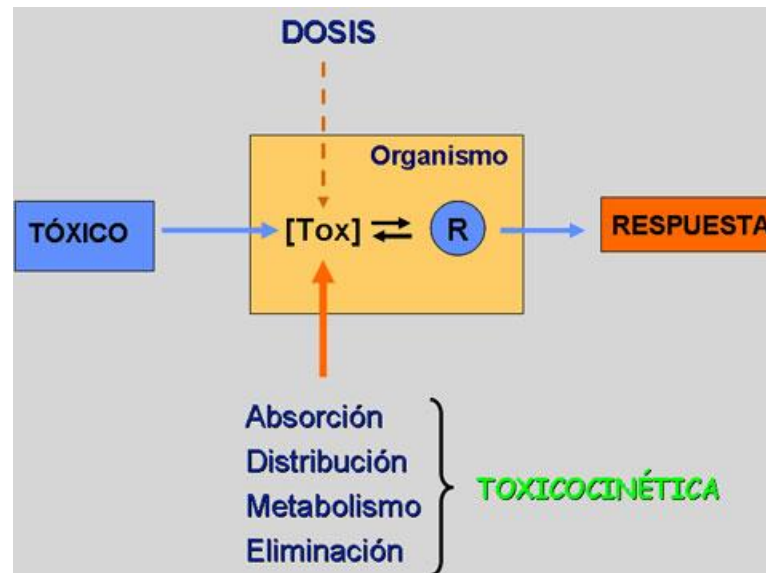 DOSIS
Organismo
TÓXICO
[Tox]
R
RESPUESTA
Absorción
Distribución
Metabolismo
Eliminación
TOXICOCINÉTICA